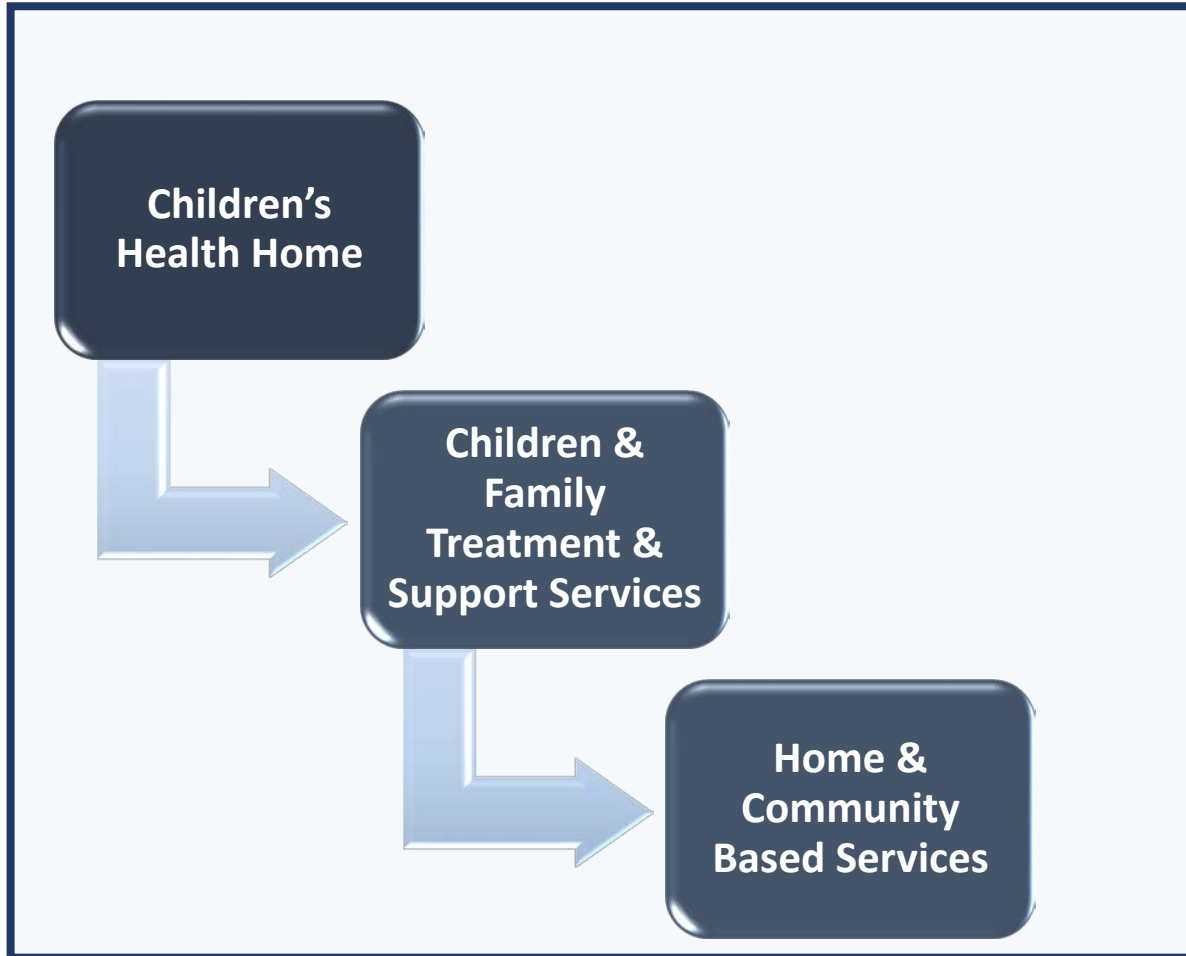 Children’s
Health Home
Children &
Family
Treatment &
Support Services
Home &
Community
Based Services